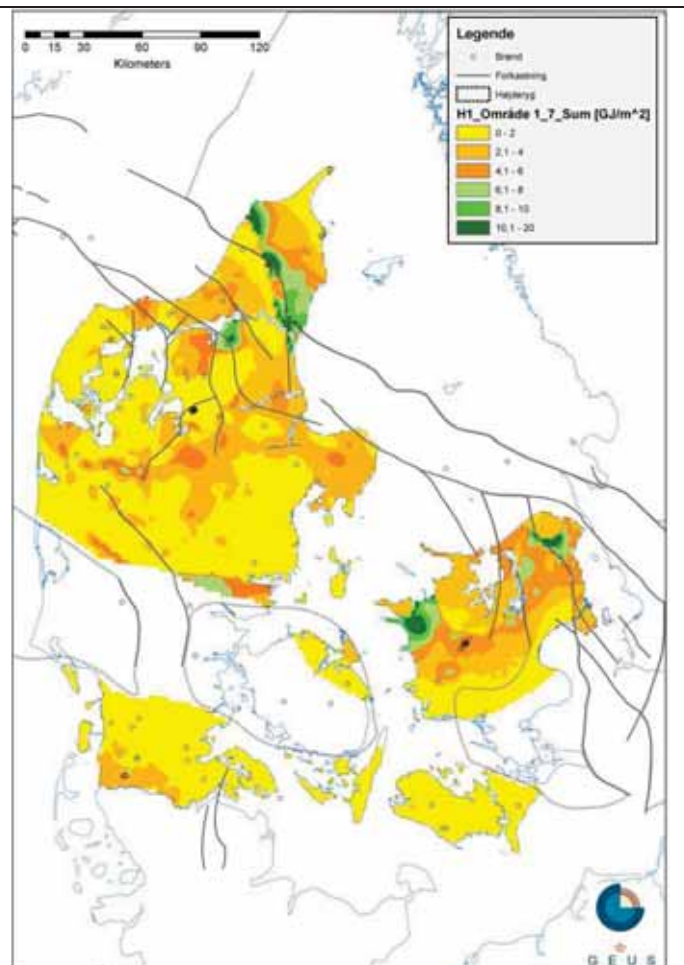 0 15 30 60 90 120
Kilometers
Legende
Brønd
Forkastning
Højderyg
H1_Område 1_7_Sum [GJ/m^2]
0 - 2
2,1 - 4
4,1 - 6
6,1 - 8
8,1 - 10
10,1 - 20
G E U S